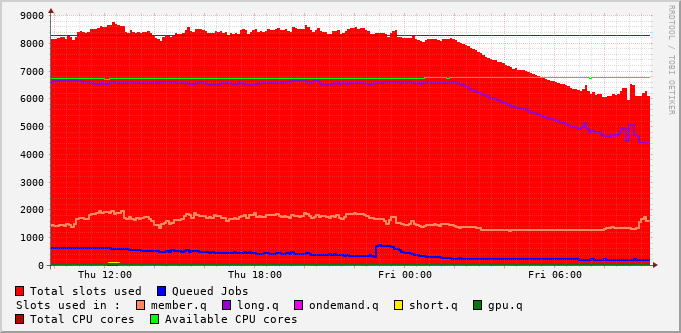 9000
8000
7000
6000
5000
4000
3000
2000
1000
0
Thu 12:00 Thu 18:00 Fri 00:00 Fri 06:00
RRDTOOL / TOBI OETIKER
Total slots used Queued Jobs
Slots used in : member.q long.q ondemand.q short.q gpu.q
Total CPU cores Available CPU cores